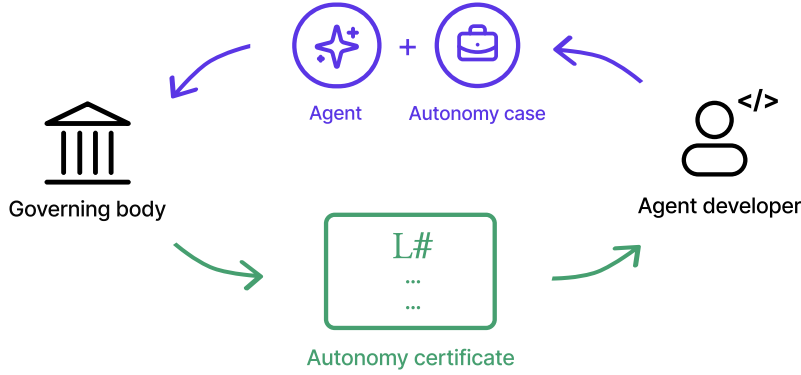 </>
+
Agent
Autonomy case
Governing body
Agent developer
L#
...
...
Autonomy certificate